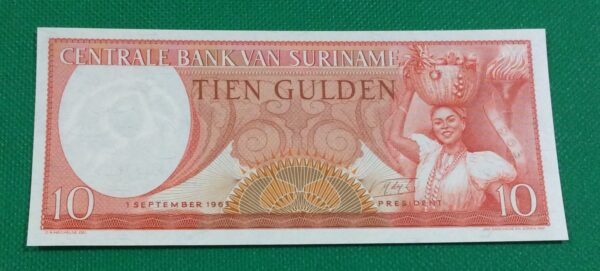 CENTRALE BANK VAN SURINAME
TIEN GULDEN
10
1 SEPTEMBER 1963
PRESIDENT
10